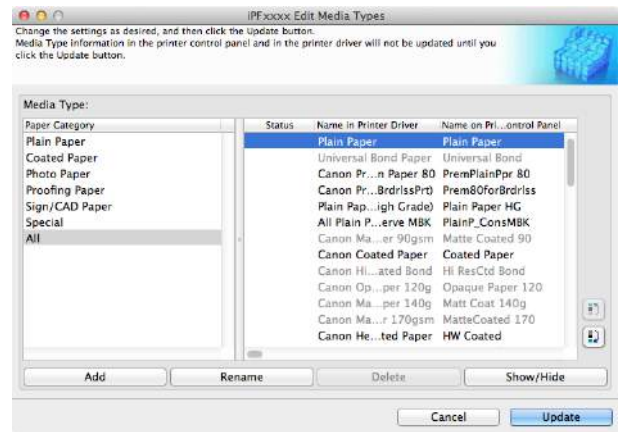 iPFxxxx Edit Media Types
Change the settings as desired, and then click the Update button.
Media Type information in the printer control panel and in the printer driver will not be updated until you
click the Update button.
Media Type:
Paper Category
Plain Paper
Coated Paper
Photo Paper
Proofing Paper
Sign/CAD Paper
Special
All
Status Name in Printer Driver Name on Pri...ontrol Panel
Plain Paper Plain Paper
Universal Bond Paper Universal Bond
Canon Pr...n Paper 80 PremPlainPpr 80
Canon Pr...BrdrlssPrt) Prem80forBrdrlss
Plain Pap...igh Grade) Plain Paper HG
All Plain P...erve MBK PlainP_ConsMBK
Canon Ma...er 90gsm Matte Coated 90
Canon Coated Paper Coated Paper
Canon Hi...ated Bond Hi ResCtd Bond
Canon Op...per 120g Opaque Paper 120
Canon Ma...per 140g Matt Coat 140g
Canon Ma...r 170gsm MatteCoated 170
Canon He...ted Paper HW Coated
Add Rename Delete Show/Hide
Cancel Update